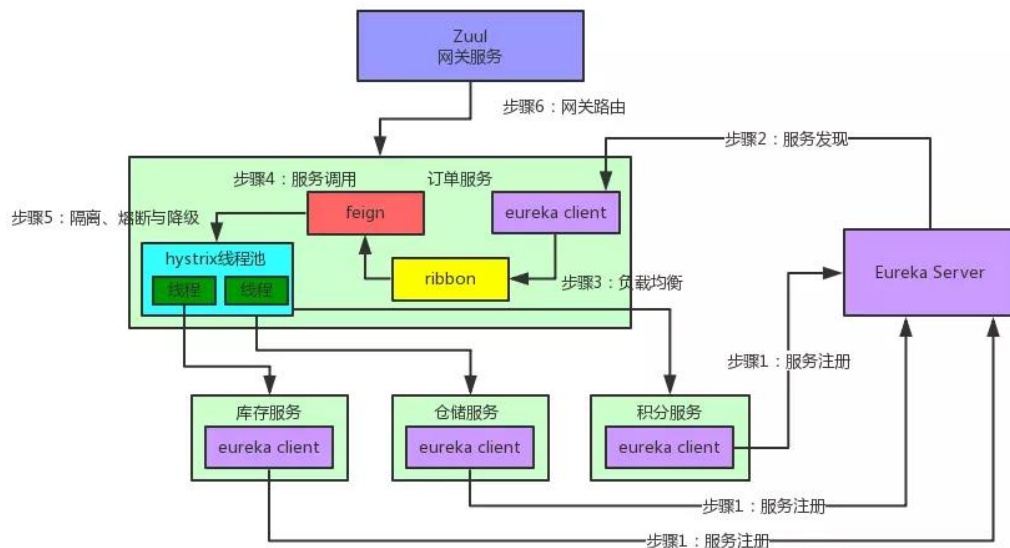 Zuul
网关服务
步骤6：网关路由
步骤2：服务发现
步骤4：服务调用
订单服务
feign
eureka client
步骤5：隔离、熔断与降级
hystrix线程池
线程
线程
ribbon
步骤3：负载均衡
Eureka Server
步骤1：服务注册
库存服务
eureka client
仓储服务
eureka client
积分服务
eureka client
步骤1：服务注册
步骤1：服务注册